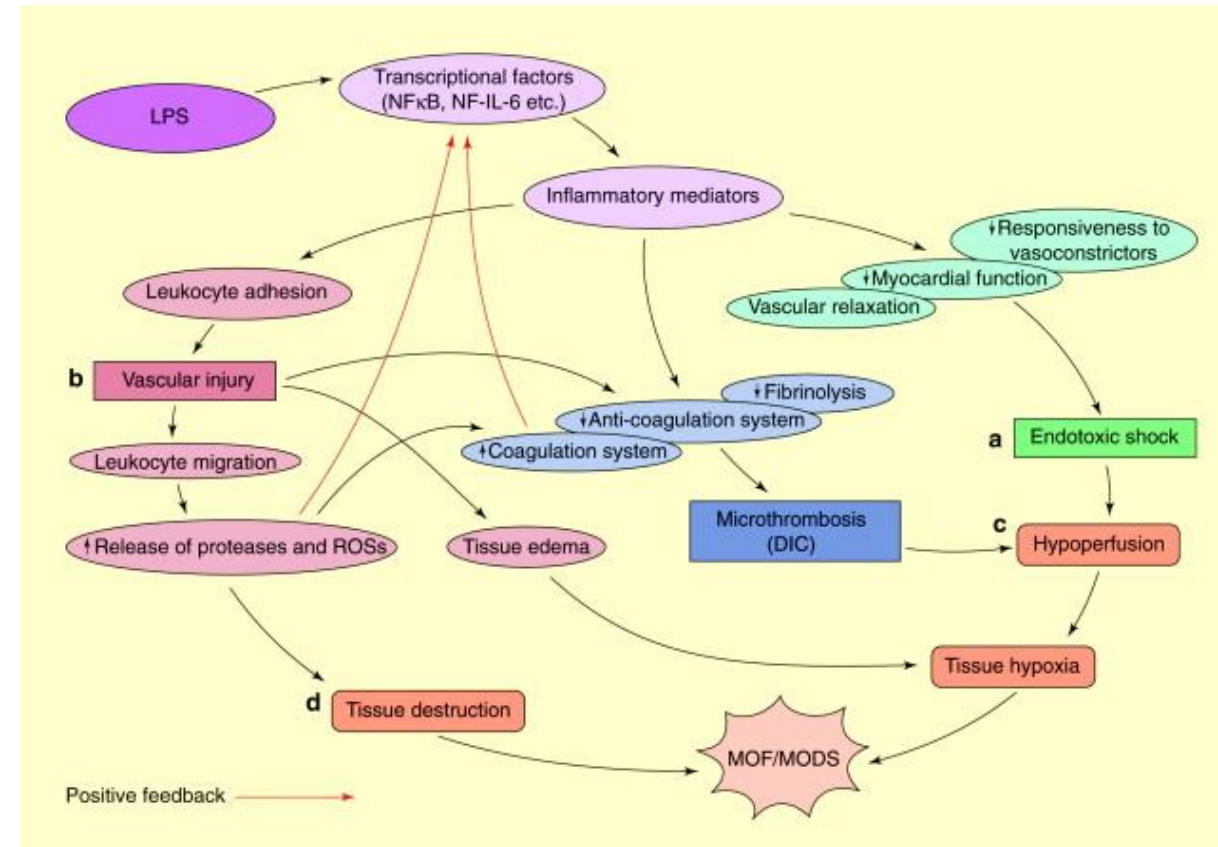 Transcriptional factors
(NFκB, NF-IL-6 etc.)
LPS
Inflammatory mediators
↓Responsiveness to
vasoconstrictors
↓Myocardial function
Vascular relaxation
Leukocyte adhesion
b Vascular injury
↓Fibrinolysis
↓Anti-coagulation system
↑Coagulation system
a Endotoxic shock
Leukocyte migration
Microthrombosis
(DIC)
c Hypoperfusion
↑Release of proteases and ROSs
Tissue edema
Tissue hypoxia
d Tissue destruction
MOF/MODS
Positive feedback